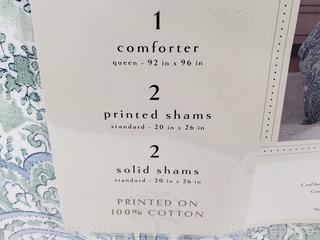 1
comforter
queen - 92 in x 96 in
2
printed shams
standard - 20 in x 26 in
2
solid shams
standard - 20 in x 26 in
PRINTED ON
100% COTTON